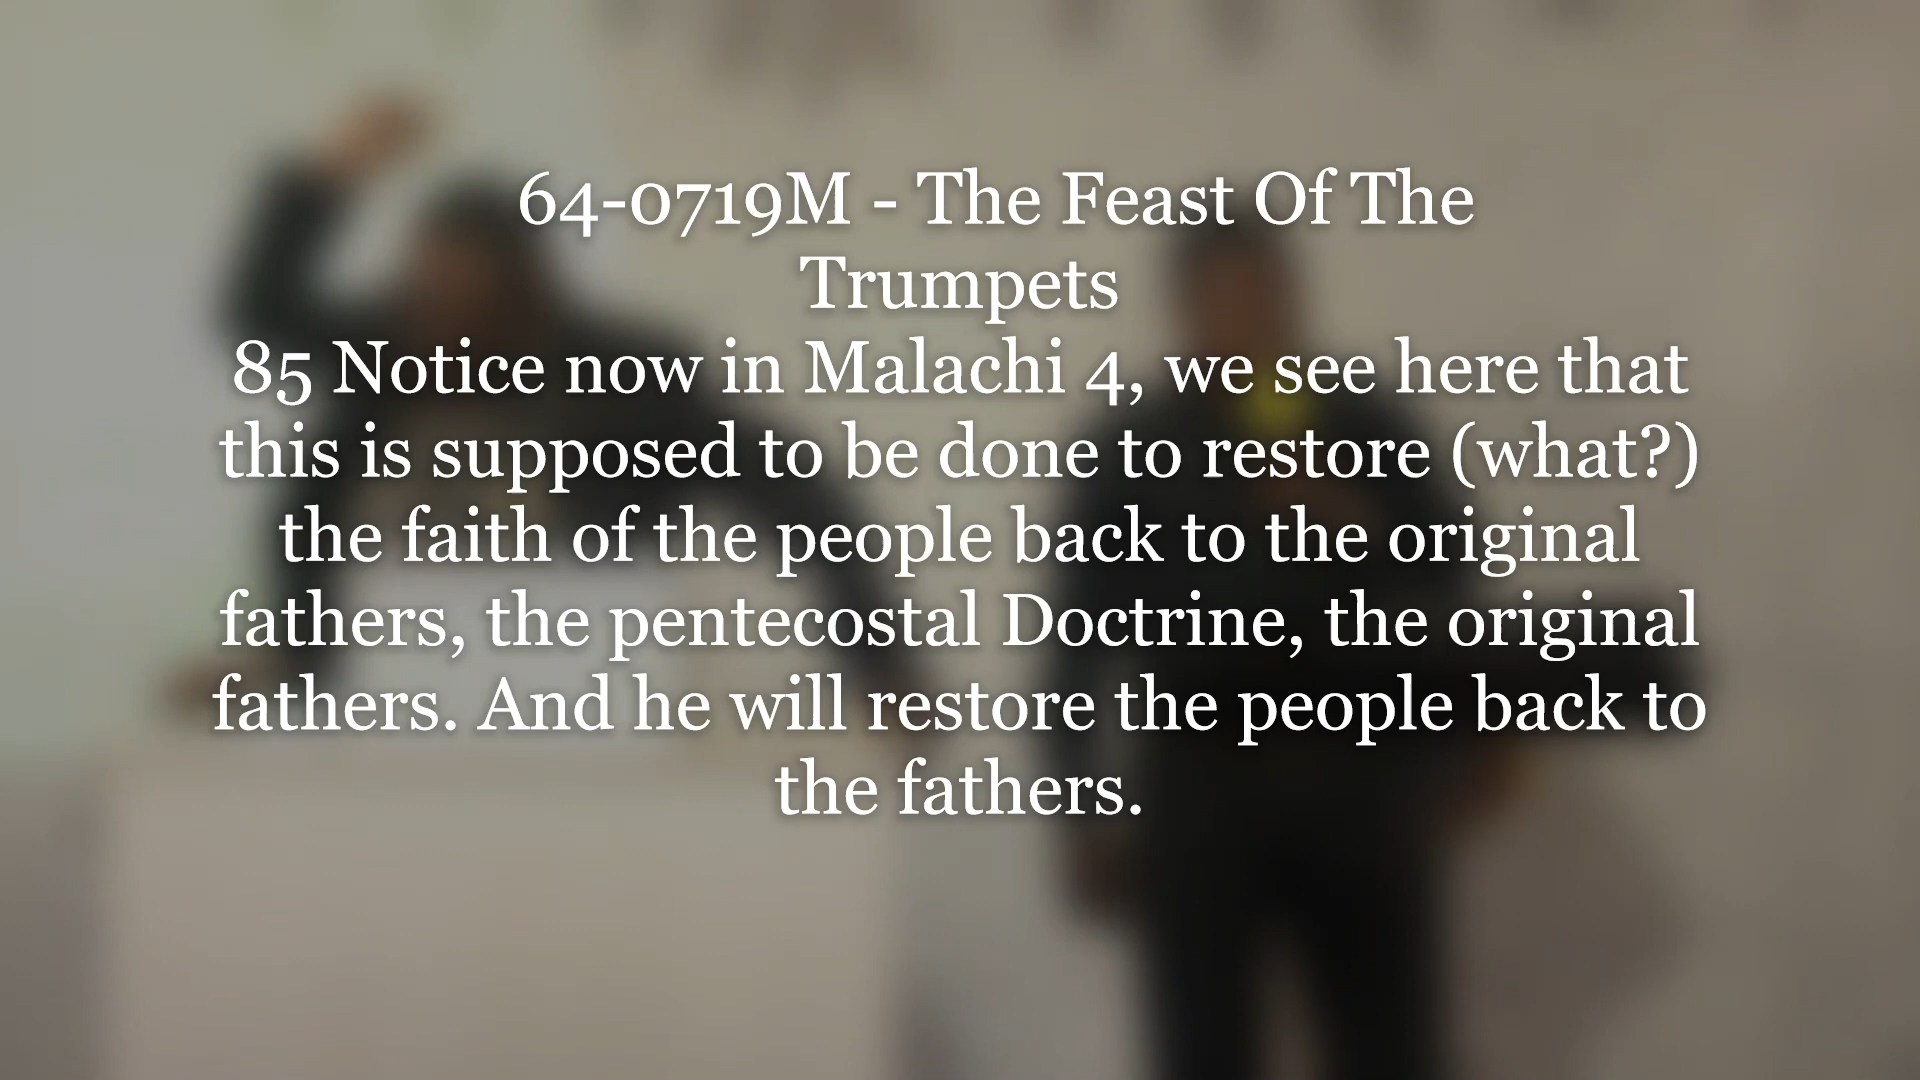 64-0719M - The Feast Of The
Trumpets
85 Notice now in Malachi 4, we see here that
this is supposed to be done to restore (what?)
the faith of the people back to the original
fathers, the pentecostal Doctrine, the original
fathers. And he will restore the people back to
the fathers.